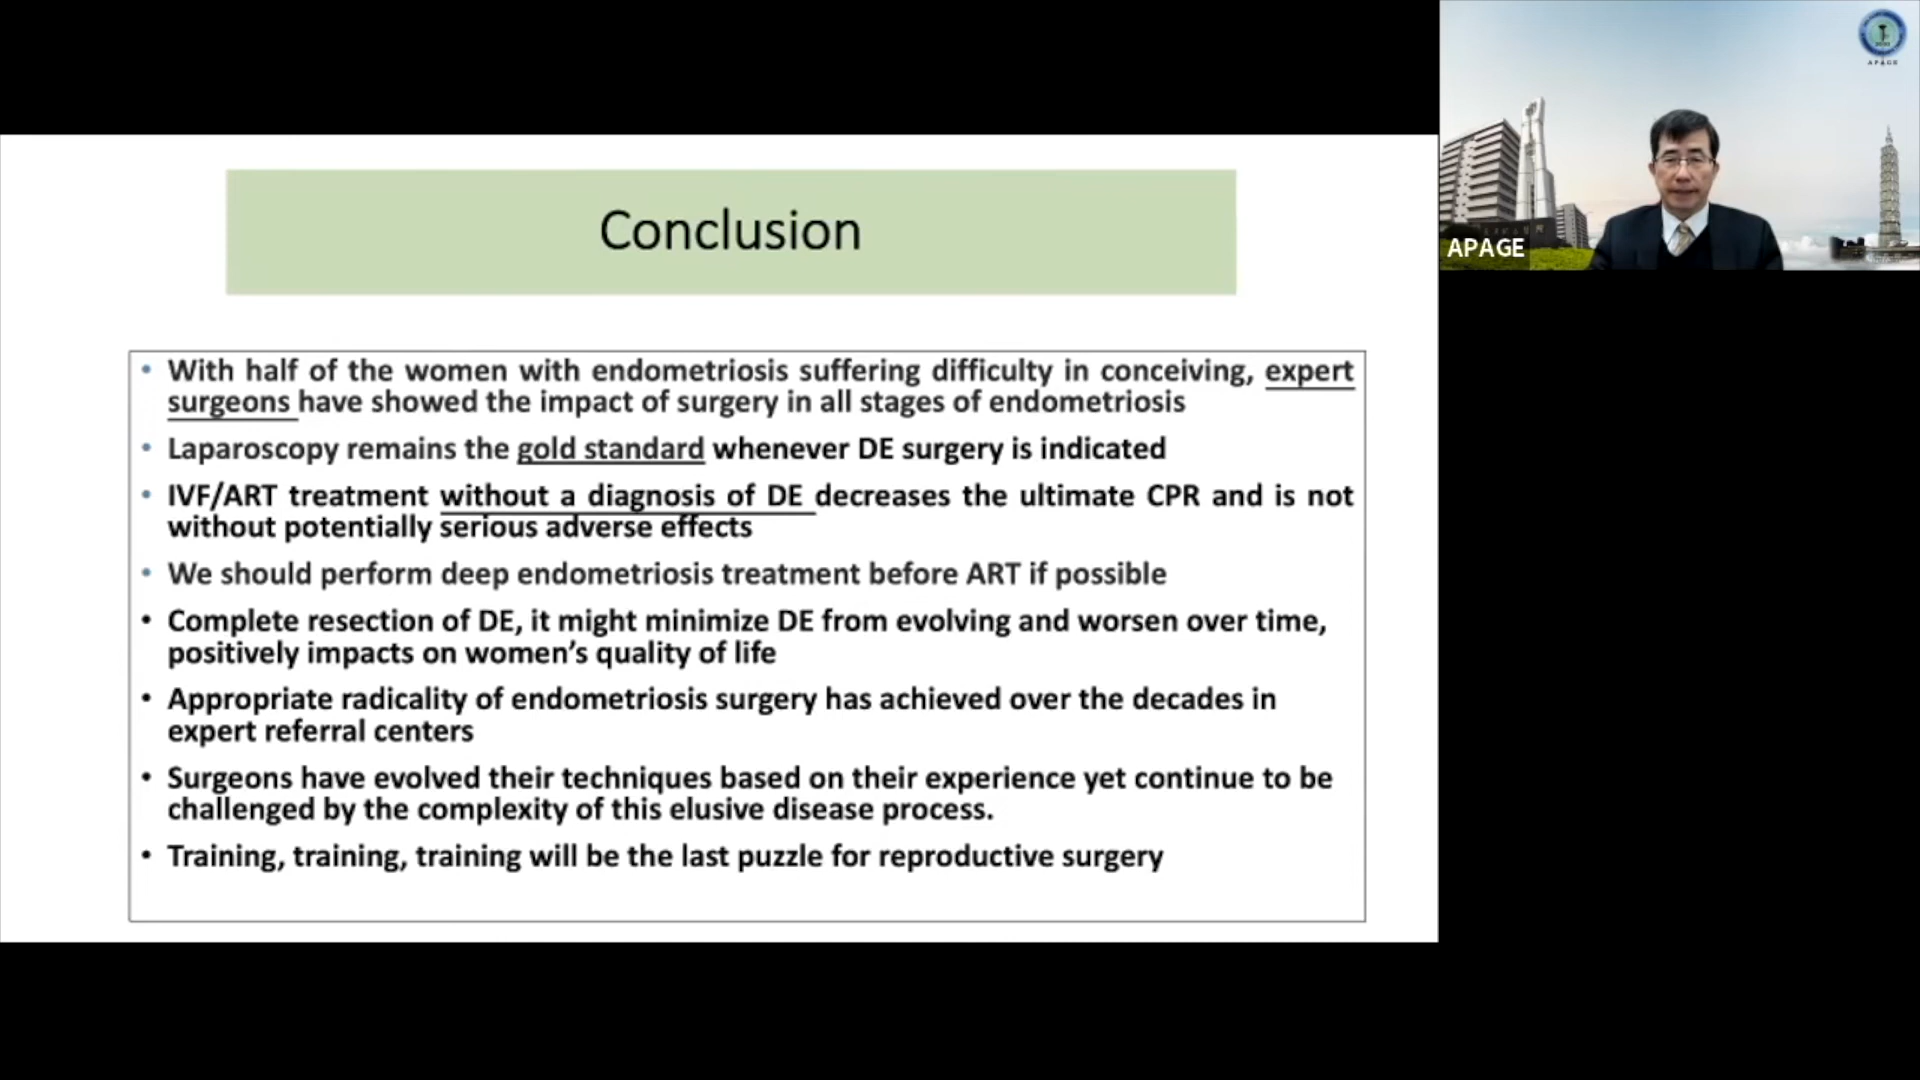 Conclusion
• With half of the women with endometriosis suffering difficulty in conceiving, expert
surgeons have showed the impact of surgery in all stages of endometriosis
• Laparoscopy remains the gold standard whenever DE surgery is indicated
• IVF/ART treatment without a diagnosis of DE decreases the ultimate CPR and is not
without potentially serious adverse effects
• We should perform deep endometriosis treatment before ART if possible
• Complete resection of DE, it might minimize DE from evolving and worsen over time,
positively impacts on women’s quality of life
• Appropriate radicality of endometriosis surgery has achieved over the decades in
expert referral centers
• Surgeons have evolved their techniques based on their experience yet continue to be
challenged by the complexity of this elusive disease process.
• Training, training, training will be the last puzzle for reproductive surgery
APAGE
APAGE